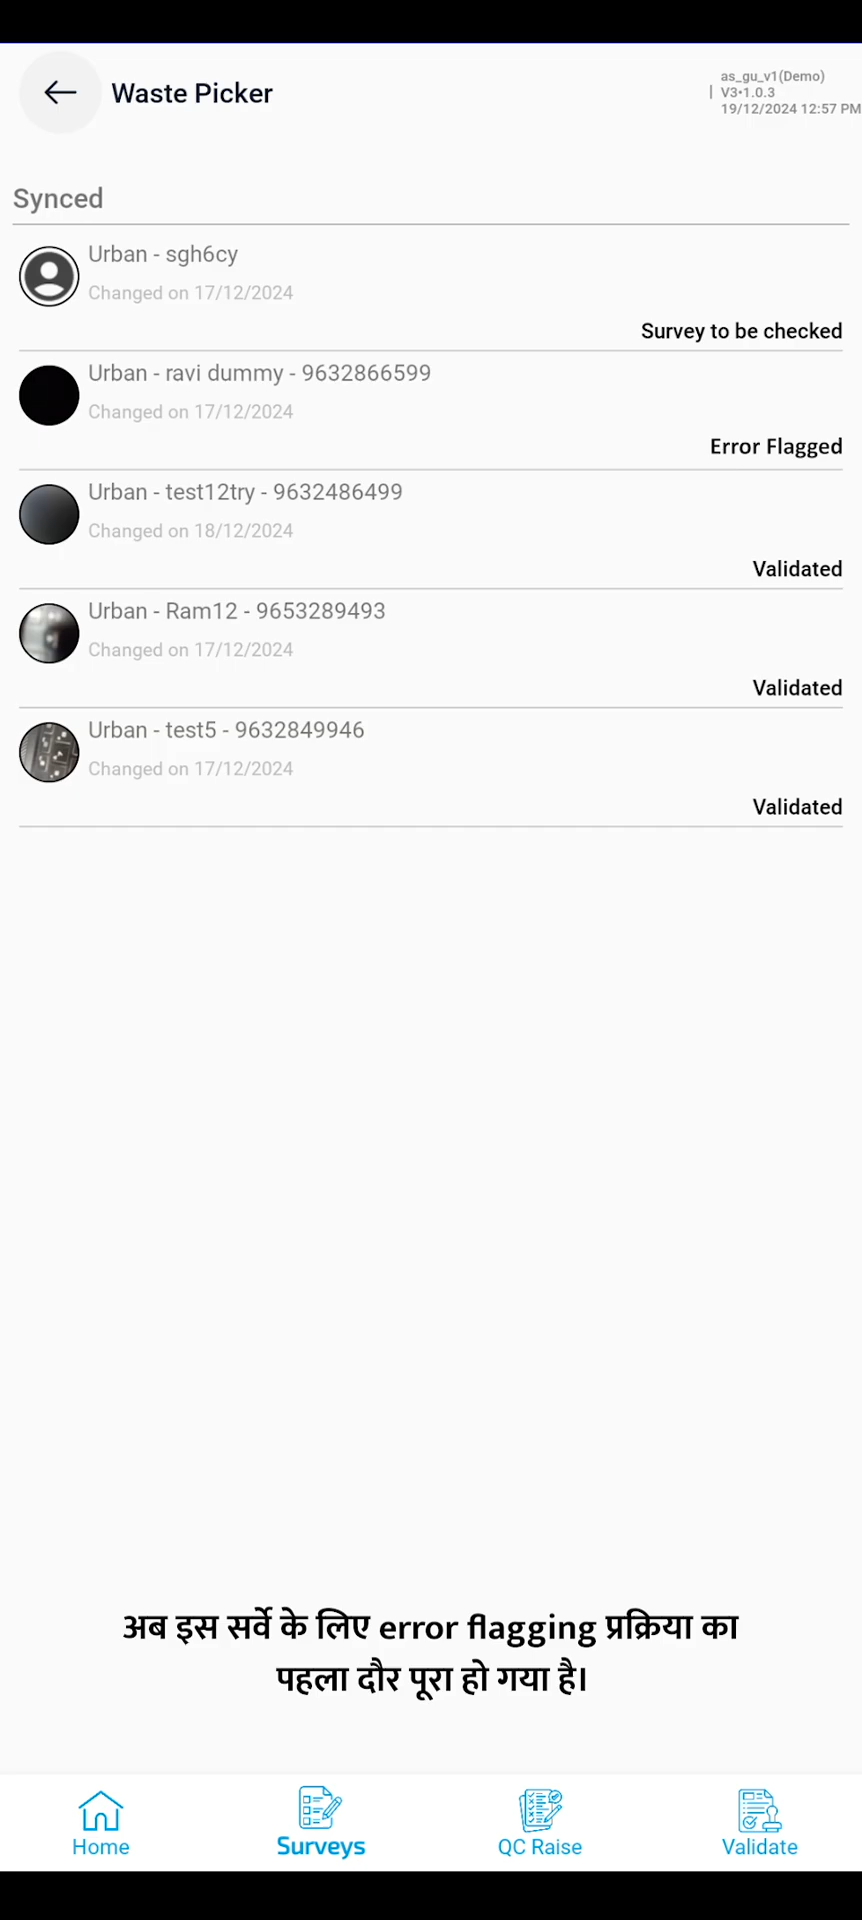 Waste Picker
as_gu_v1(Demo)
| V3•1.0.3
19/12/2024 12:57 PM
Synced
Urban - sgh6cy
Changed on 17/12/2024
Survey to be checked
Urban - ravi dummy - 9632866599
Changed on 17/12/2024
Error Flagged
Urban - test12try - 9632486499
Changed on 18/12/2024
Validated
Urban - Ram12 - 9653289493
Changed on 17/12/2024
Validated
Urban - test5 - 9632849946
Changed on 17/12/2024
Validated
अब इस सर्वे के लिए error flagging प्रक्रिया का
पहला दौर पूरा हो गया है।
Home
Surveys
QC Raise
Validate